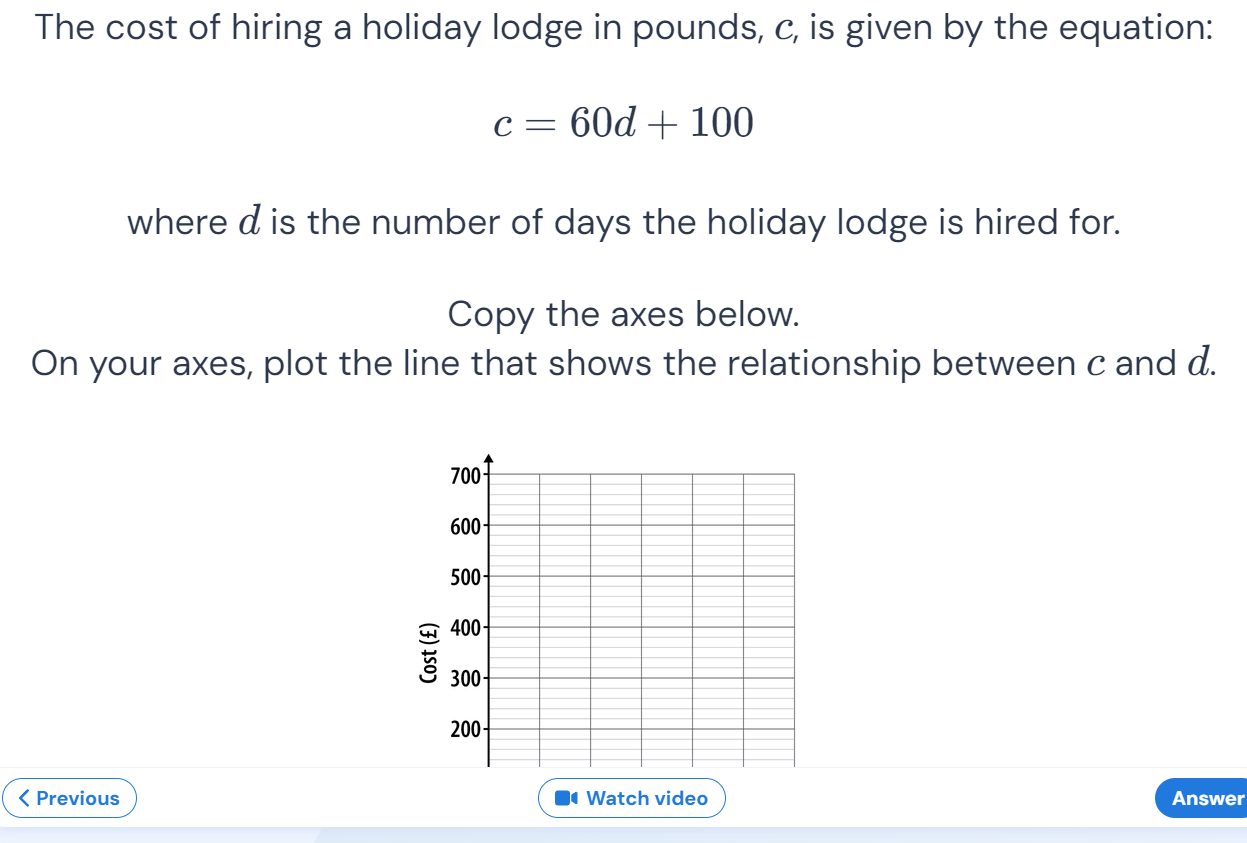 The cost of hiring a holiday lodge in pounds, c, is given by the equation:
c = 60d + 100
where d is the number of days the holiday lodge is hired for.
Copy the axes below.
On your axes, plot the line that shows the relationship between c and d.
700
600
500
400
300
200
Cost (£)
Previous
Watch video
Answer